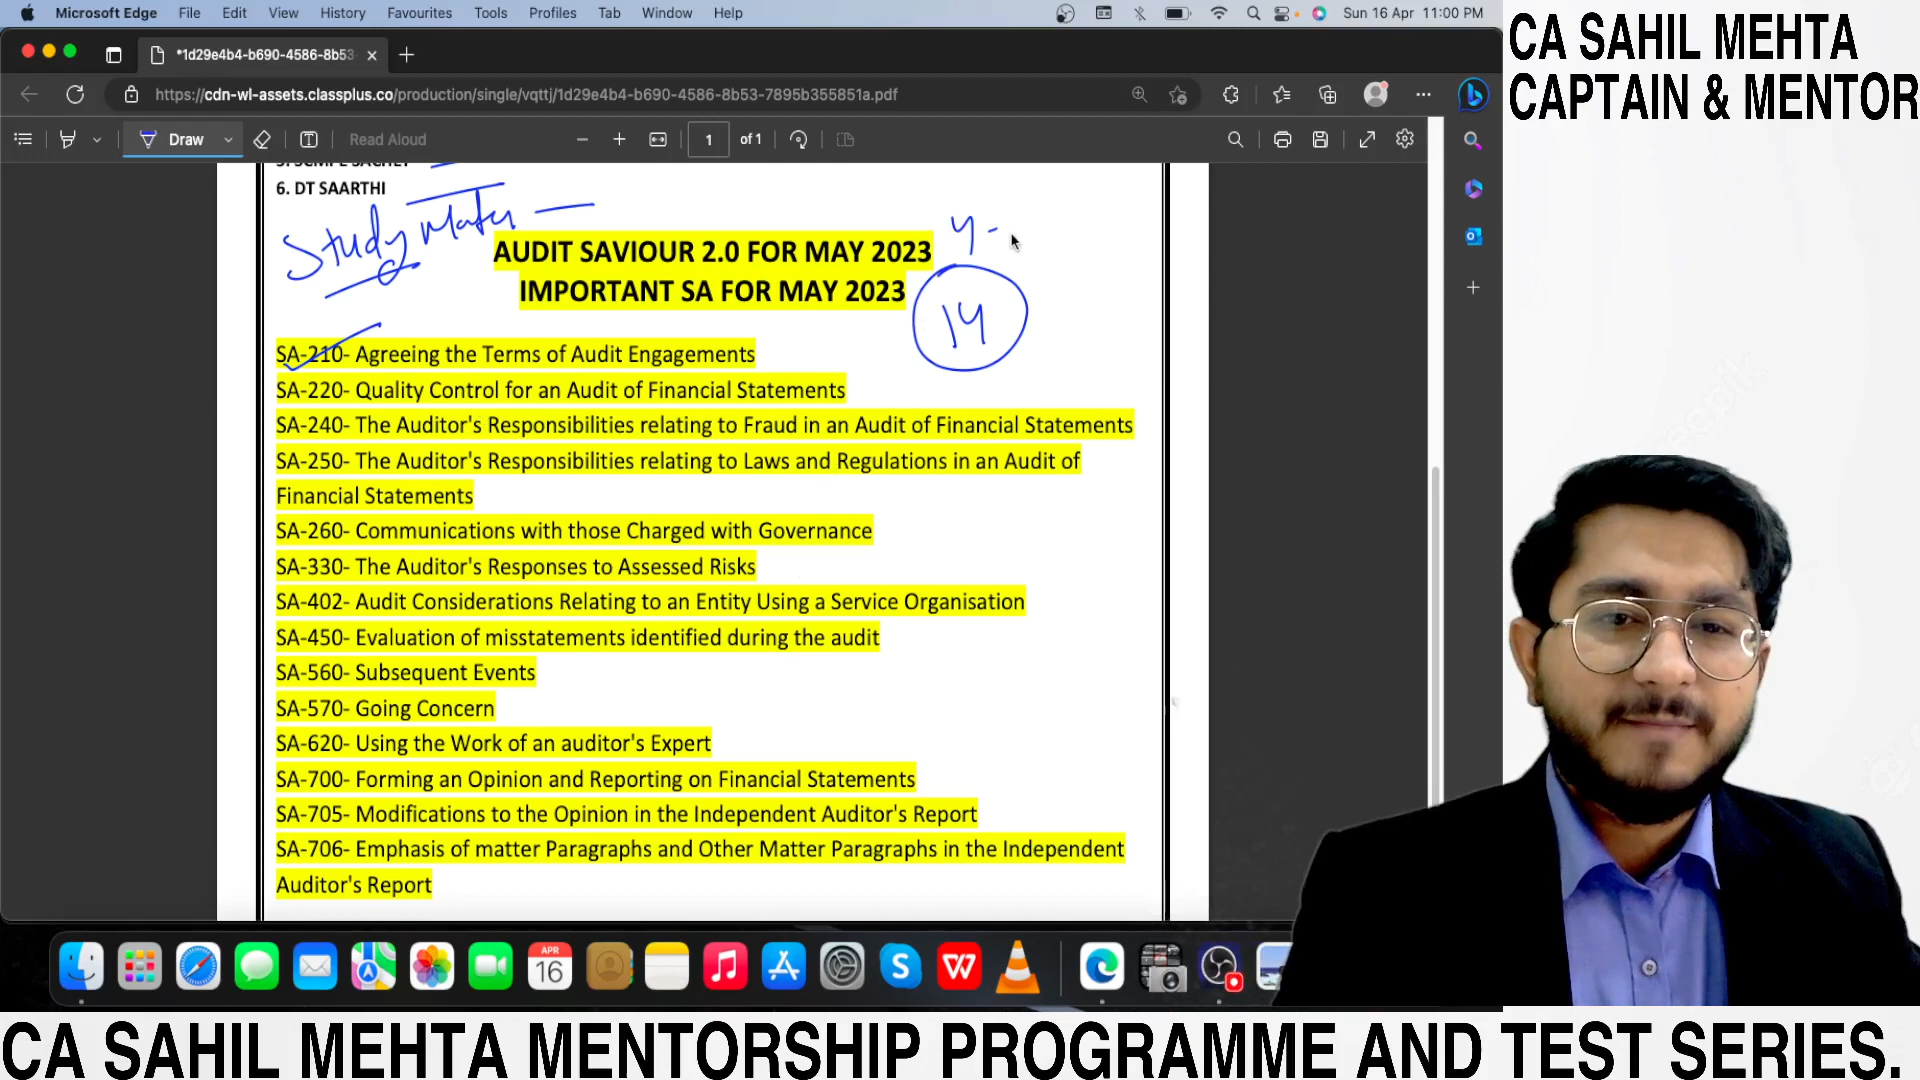 Microsoft Edge File Edit View History Favourites Tools Profiles Tab Window Help Sun 16 Apr 11:00 PM
CA SAHIL MEHTA
CAPTAIN & MENTOR
*1d29e4b4-b690-4586-8b53-
https://cdn-wl-assets.classplus.co/production/single/vqttj/1d29e4b4-b690-4586-8b53-7895b355851a.pdf
Draw Read Aloud 1 of 1
6. DT SAARTHI
Study Mater
4 -
AUDIT SAVIOUR 2.0 FOR MAY 2023
IMPORTANT SA FOR MAY 2023
14
SA-210- Agreeing the Terms of Audit Engagements
SA-220- Quality Control for an Audit of Financial Statements
SA-240- The Auditor's Responsibilities relating to Fraud in an Audit of Financial Statements
SA-250- The Auditor's Responsibilities relating to Laws and Regulations in an Audit of
Financial Statements
SA-260- Communications with those Charged with Governance
SA-330- The Auditor's Responses to Assessed Risks
SA-402- Audit Considerations Relating to an Entity Using a Service Organisation
SA-450- Evaluation of misstatements identified during the audit
SA-560- Subsequent Events
SA-570- Going Concern
SA-620- Using the Work of an auditor's Expert
SA-700- Forming an Opinion and Reporting on Financial Statements
SA-705- Modifications to the Opinion in the Independent Auditor's Report
SA-706- Emphasis of matter Paragraphs and Other Matter Paragraphs in the Independent
Auditor's Report
APR
16
CA SAHIL MEHTA MENTORSHIP PROGRAMME AND TEST SERIES.